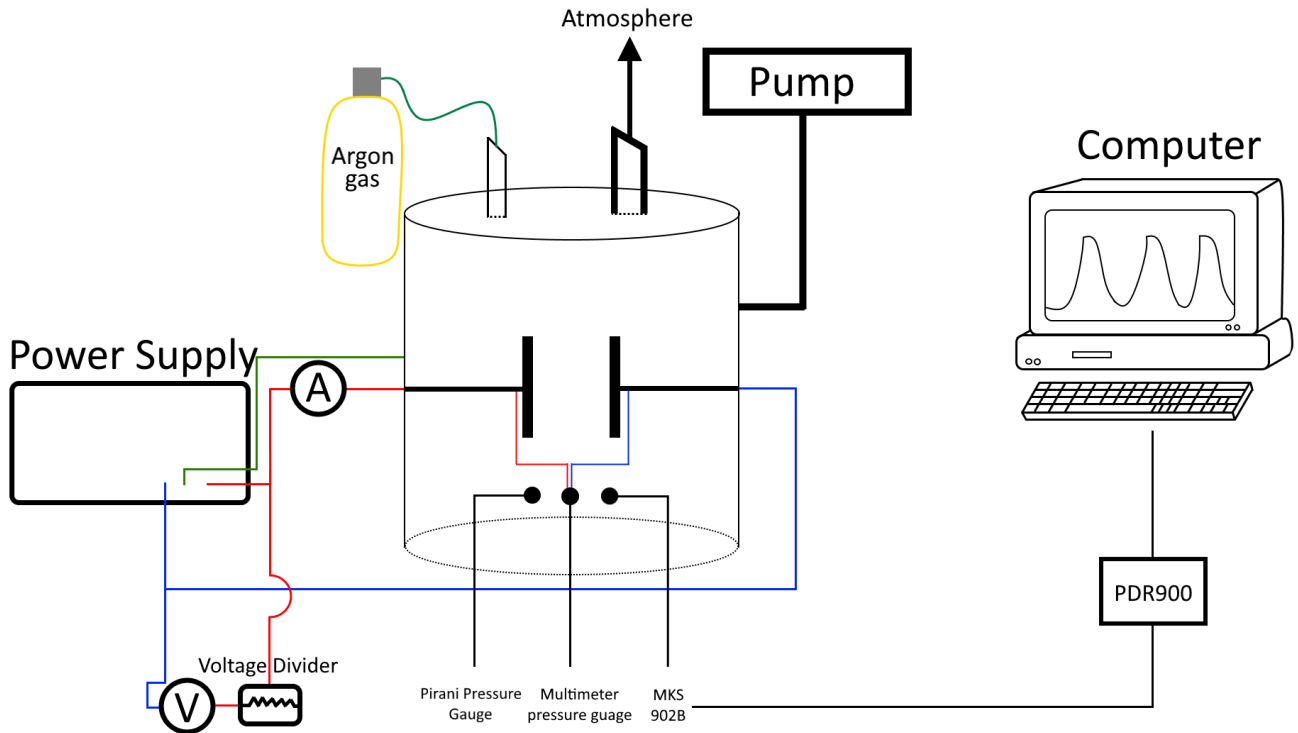 Atmosphere
Pump
Argon
gas
Computer
Power Supply
A
PDR900
Voltage Divider
V
Pirani Pressure
Gauge
Multimeter
pressure guage
MKS
902B